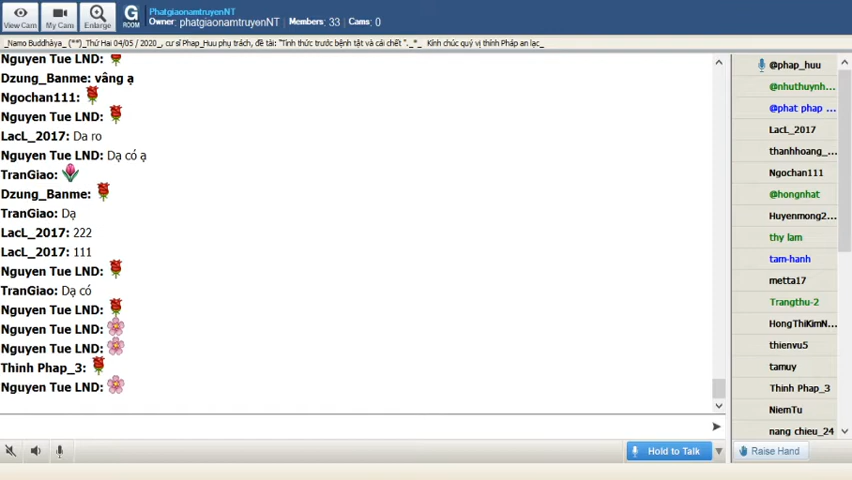 PhatgiaonamtruyenNT
Owner: phatgiaonamtruyenNT | Members: 33 | Cams: 0
View Cam
My Cam
Enlarge
G
ROOM
_Namo Buddhàya_ (**)_Thứ Hai 04/05 / 2020_, cư sĩ Phap_Huu phụ trách, đề tài: "Tỉnh thức trước bệnh tật và cái chết "._*_ Kính chúc quý vị thính Pháp an lạc_
Nguyen Tue LND:
Dzung_Banme: vâng ạ
Ngochan111:
Nguyen Tue LND:
LacL_2017: Da ro
Nguyen Tue LND: Dạ có ạ
TranGiao:
Dzung_Banme:
TranGiao: Dạ
LacL_2017: 222
LacL_2017: 111
Nguyen Tue LND:
TranGiao: Dạ có
Nguyen Tue LND:
Nguyen Tue LND:
Nguyen Tue LND:
Thinh Phap_3:
Nguyen Tue LND:
@phap_huu
@nhuthuynh...
@phat phap ...
LacL_2017
thanhhoang_...
Ngochan111
@hongnhat
Huyenmong2...
thy lam
tam-hanh
metta17
Trangthu-2
HongThiKimN...
thienvu5
tamuy
Thinh Phap_3
NiemTu
nang chieu_24
Hold to Talk
Raise Hand